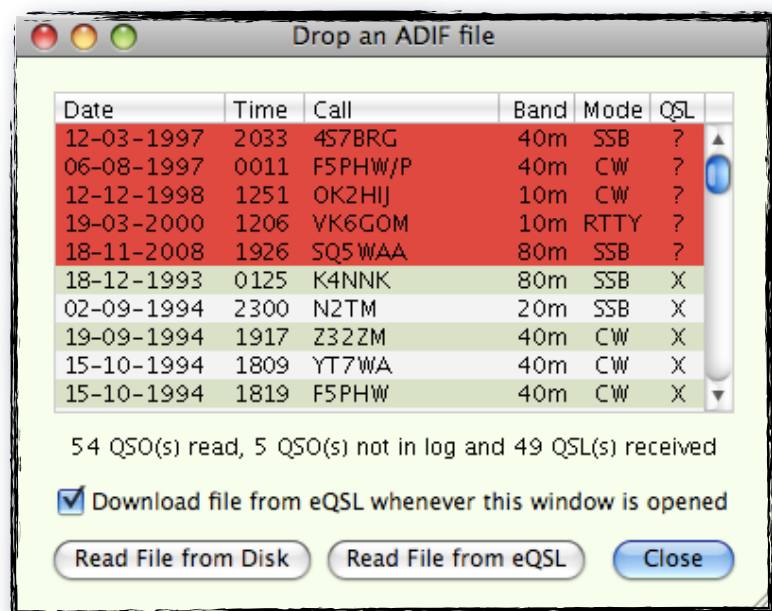 Drop an ADIF file
Date Time Call Band Mode QSL
12-03-1997 2033 4S7BRG 40m SSB ?
06-08-1997 0011 F5PHW/P 40m CW ?
12-12-1998 1251 OK2HIJ 10m CW ?
19-03-2000 1206 VK6GOM 10m RTTY ?
18-11-2008 1926 SQ5WAA 80m SSB ?
18-12-1993 0125 K4NNK 80m SSB X
02-09-1994 2300 N2TM 20m SSB X
19-09-1994 1917 Z32ZM 40m CW X
15-10-1994 1809 YT7WA 40m CW X
15-10-1994 1819 F5PHW 40m CW X
54 QSO(s) read, 5 QSO(s) not in log and 49 QSL(s) received
Download file from eQSL whenever this window is opened
Read File from Disk Read File from eQSL Close